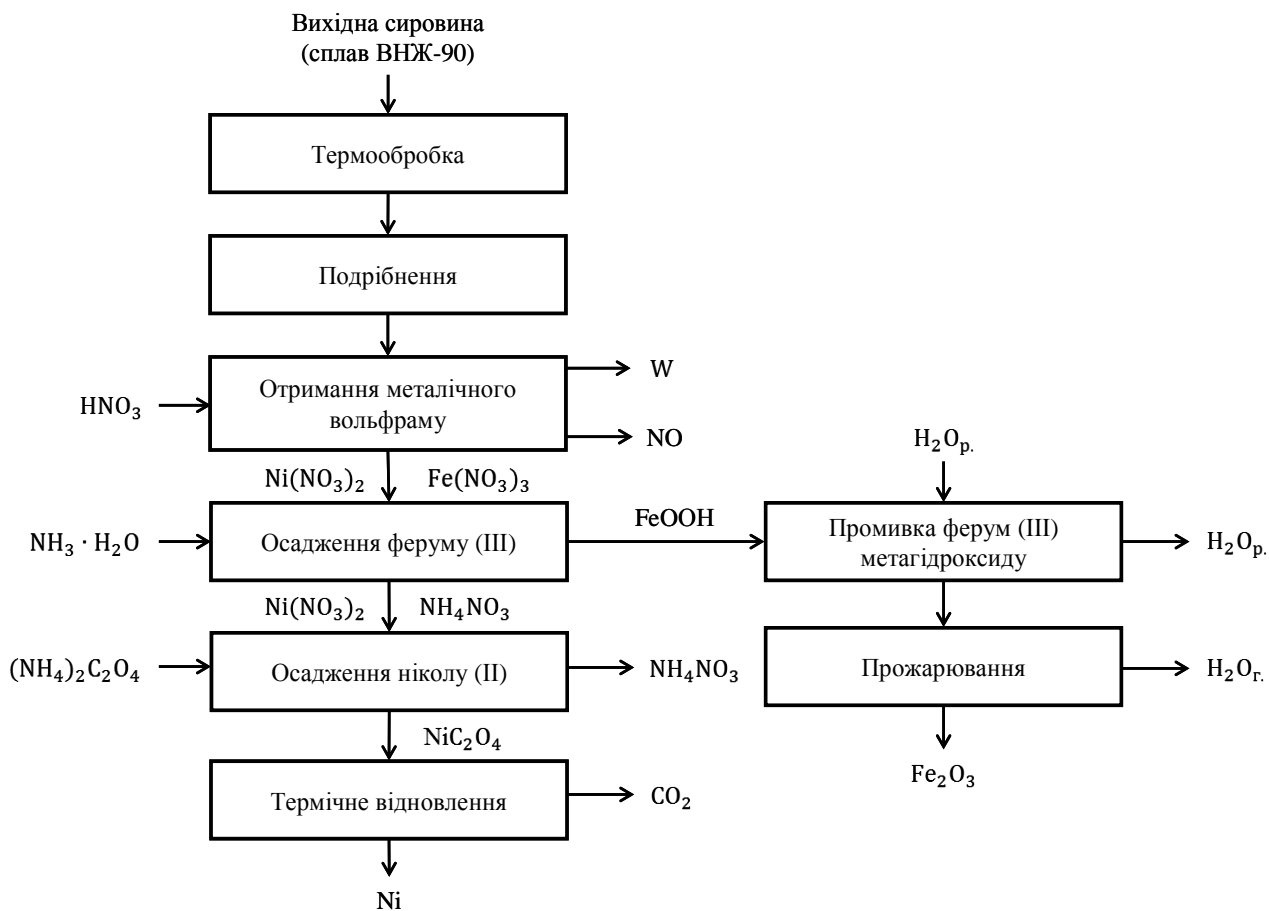 Вихідна сировина
(сплав ВНЖ-90)
Термообробка
Подрібнення
HNO₃
Отримання металічного
вольфраму
W
NO
Ni(NO₃)₂
Fe(NO₃)₃
NH₃ · H₂O
Осадження феруму (III)
FeOOH
H₂Oр.
Промивка ферум (III)
метагідроксиду
H₂Oр.
Ni(NO₃)₂
NH₄NO₃
(NH₄)₂C₂O₄
Осадження ніколу (II)
NH₄NO₃
Прожарювання
H₂Oг.
NiC₂O₄
Fe₂O₃
Термічне відновлення
CO₂
Ni